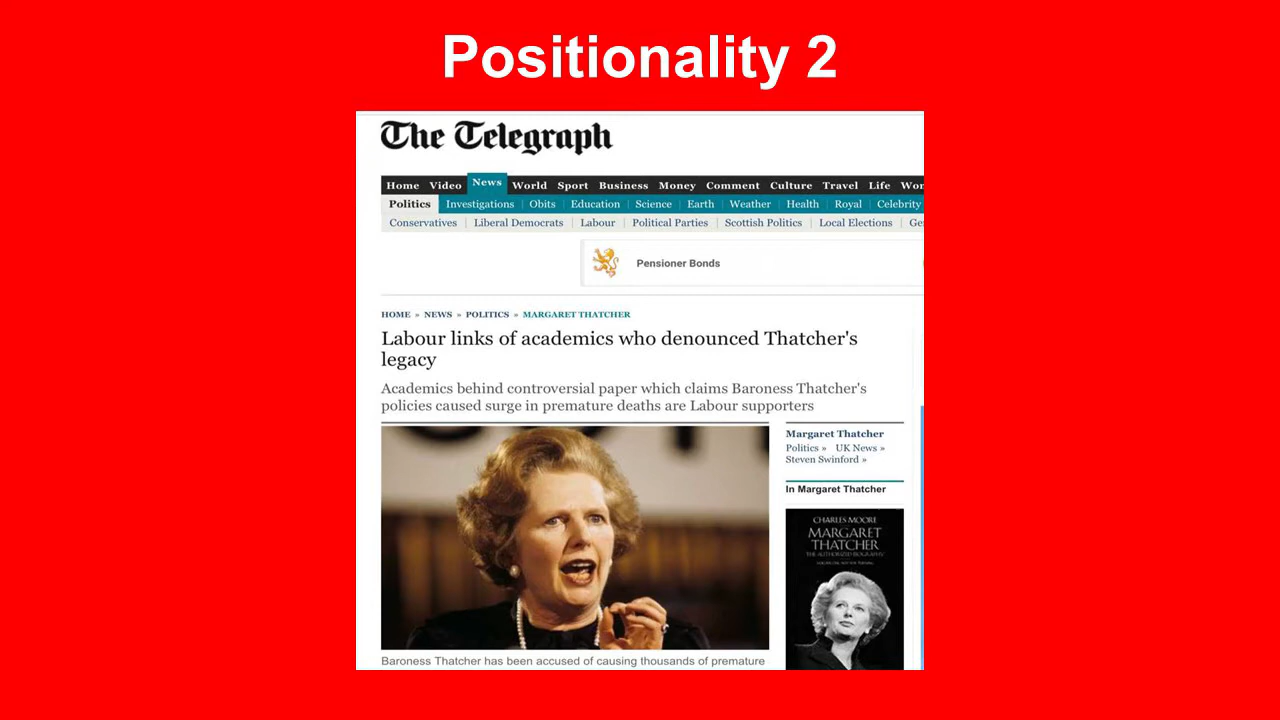 Positionality 2
The Telegraph
Home Video News World Sport Business Money Comment Culture Travel Life
Politics Investigations Obits Education Science Earth Weather Health Royal Celebrity
Conservatives Liberal Democrats Labour Political Parties Scottish Politics Local Elections
Pensioner Bonds
HOME » NEWS » POLITICS » MARGARET THATCHER
Labour links of academics who denounced Thatcher's
legacy
Academics behind controversial paper which claims Baroness Thatcher's
policies caused surge in premature deaths are Labour supporters
Margaret Thatcher
Politics » UK News »
Steven Swinford »
In Margaret Thatcher
CHARLES MOORE
MARGARET
THATCHER
THE AUTHORIZED BIOGRAPHY
Baroness Thatcher has been accused of causing thousands of premature